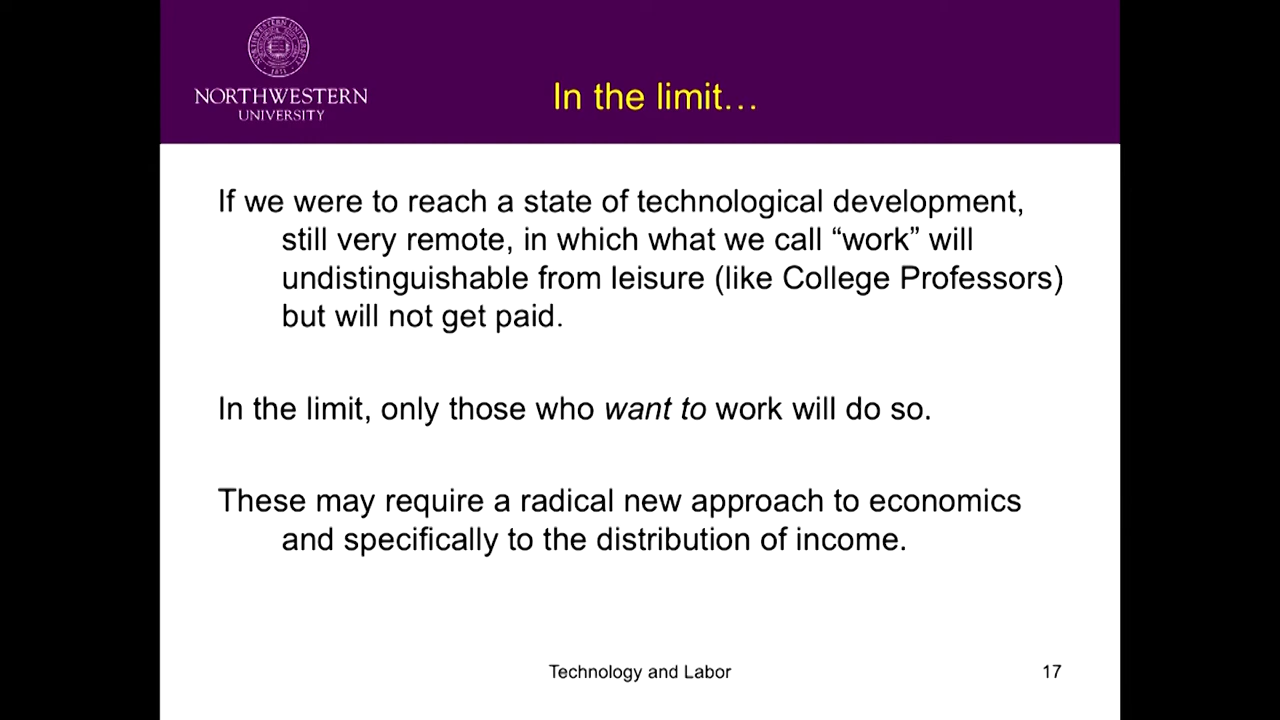 NORTHWESTERN
UNIVERSITY
In the limit…
If we were to reach a state of technological development,
still very remote, in which what we call “work” will
undistinguishable from leisure (like College Professors)
but will not get paid.
In the limit, only those who want to work will do so.
These may require a radical new approach to economics
and specifically to the distribution of income.
Technology and Labor
17